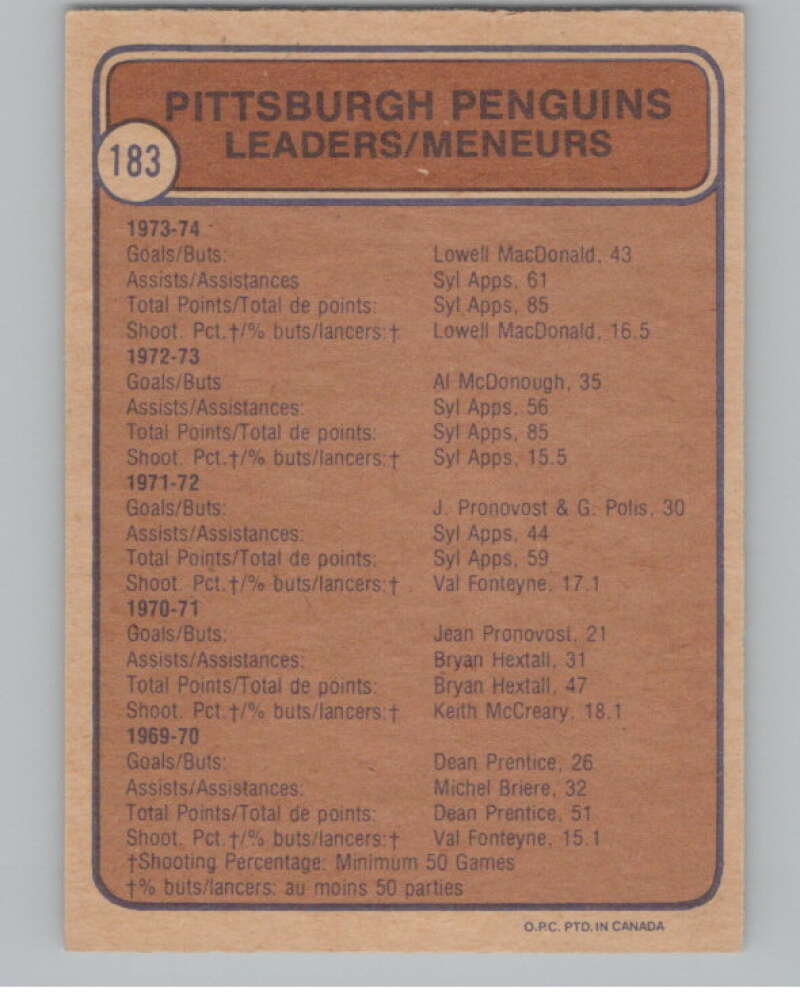 PITTSBURGH PENGUINS
LEADERS/MENEURS
183
1973-74
Goals/Buts: Lowell MacDonald, 43
Assists/Assistances Syl Apps, 61
Total Points/Total de points: Syl Apps, 85
Shoot. Pct.†/% buts/lancers:† Lowell MacDonald, 16.5
1972-73
Goals/Buts Al McDonough, 35
Assists/Assistances: Syl Apps, 56
Total Points/Total de points: Syl Apps, 85
Shoot. Pct.†/% buts/lancers:† Syl Apps, 15.5
1971-72
Goals/Buts: J. Pronovost & G. Polis, 30
Assists/Assistances: Syl Apps, 44
Total Points/Total de points: Syl Apps, 59
Shoot. Pct.†/% buts/lancers:† Val Fonteyne, 17.1
1970-71
Goals/Buts: Jean Pronovost, 21
Assists/Assistances: Bryan Hextall, 31
Total Points/Total de points: Bryan Hextall, 47
Shoot. Pct.†/% buts/lancers:† Keith McCreary, 18.1
1969-70
Goals/Buts: Dean Prentice, 26
Assists/Assistances: Michel Briere, 32
Total Points/Total de points: Dean Prentice, 51
Shoot. Pct.†/% buts/lancers:† Val Fonteyne, 15.1
†Shooting Percentage: Minimum 50 Games
†% buts/lancers: au moins 50 parties
O.P.C. PTD. IN CANADA